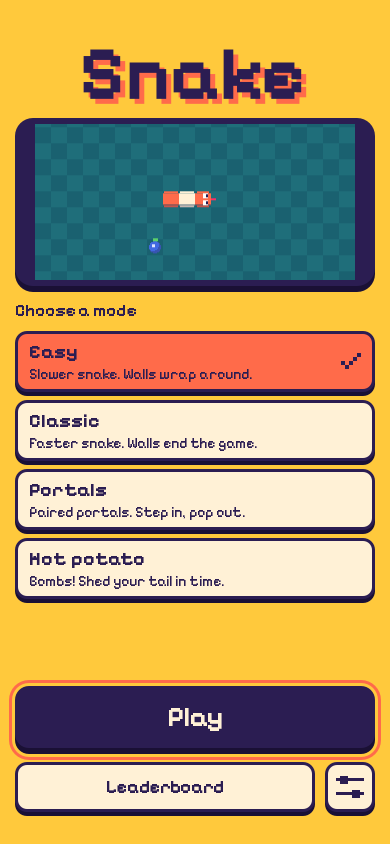 Snake
Choose a mode
Easy
Slower snake. Walls wrap around.
Classic
Faster snake. Walls end the game.
Portals
Paired portals. Step in, pop out.
Hot potato
Bombs! Shed your tail in time.
Play
Leaderboard